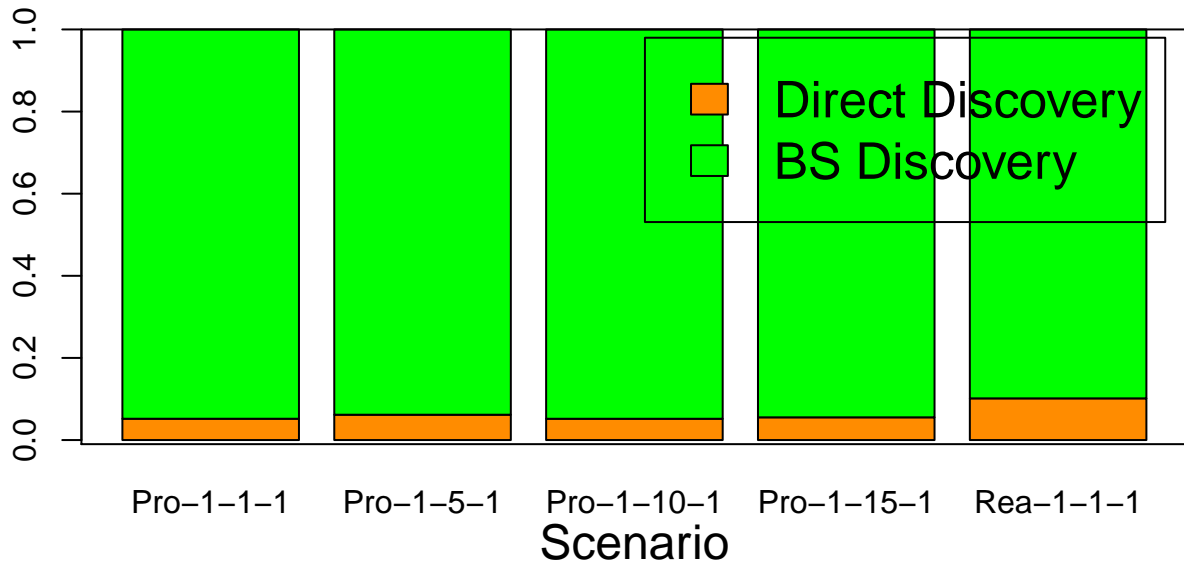 1.0
0.8
0.6
0.4
0.2
0.0
Direct Discovery
BS Discovery
Pro−1−1−1
Pro−1−5−1
Pro−1−10−1
Pro−1−15−1
Rea−1−1−1
Scenario